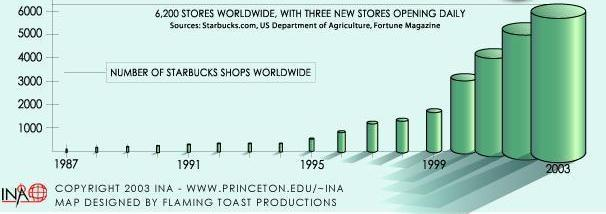 6000
6,200 STORES WORLDWIDE, WITH THREE NEW STORES OPENING DAILY
Sources: Starbucks.com, US Department of Agriculture, Fortune Magazine
5000
4000
NUMBER OF STARBUCKS SHOPS WORLDWIDE
3000
2000
1000
1987 1991 1995 1999 2003
INA COPYRIGHT 2003 INA - WWW.PRINCETON.EDU/~INA
MAP DESIGNED BY FLAMING TOAST PRODUCTIONS